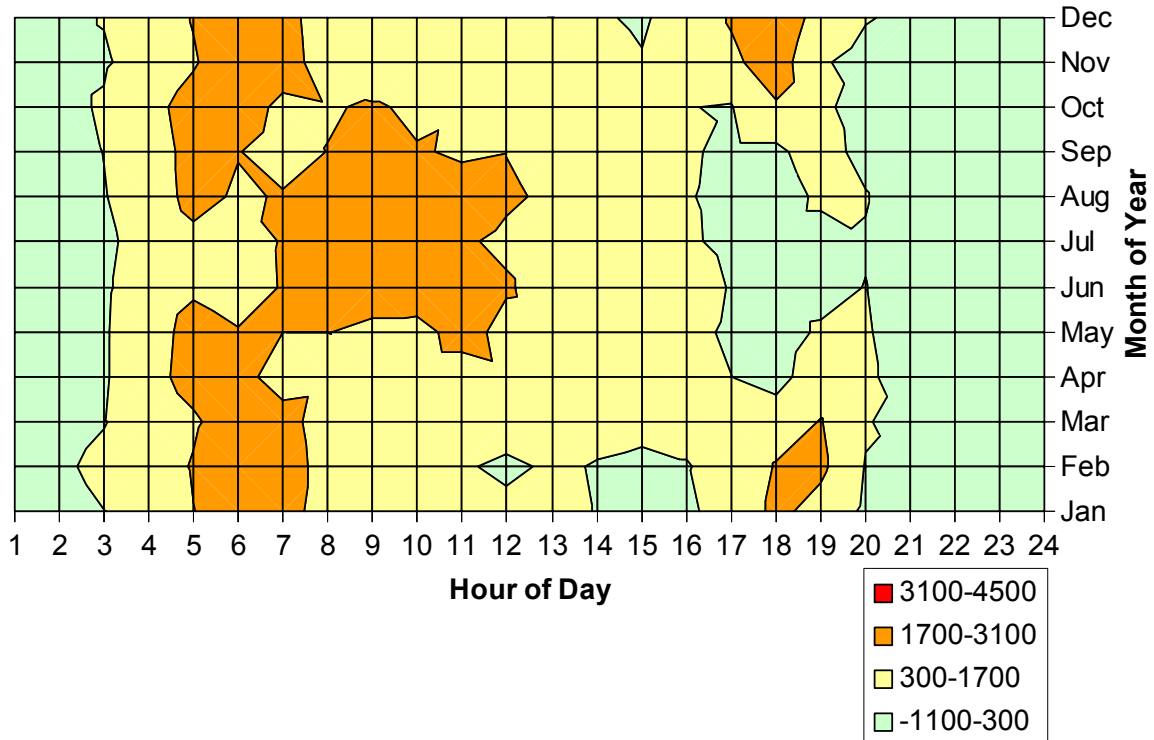 Dec
Nov
Oct
Sep
Aug
Jul
Jun
May
Apr
Mar
Feb
Jan
Month of Year
1 2 3 4 5 6 7 8 9 10 11 12 13 14 15 16 17 18 19 20 21 22 23 24
Hour of Day
3100-4500
1700-3100
300-1700
-1100-300